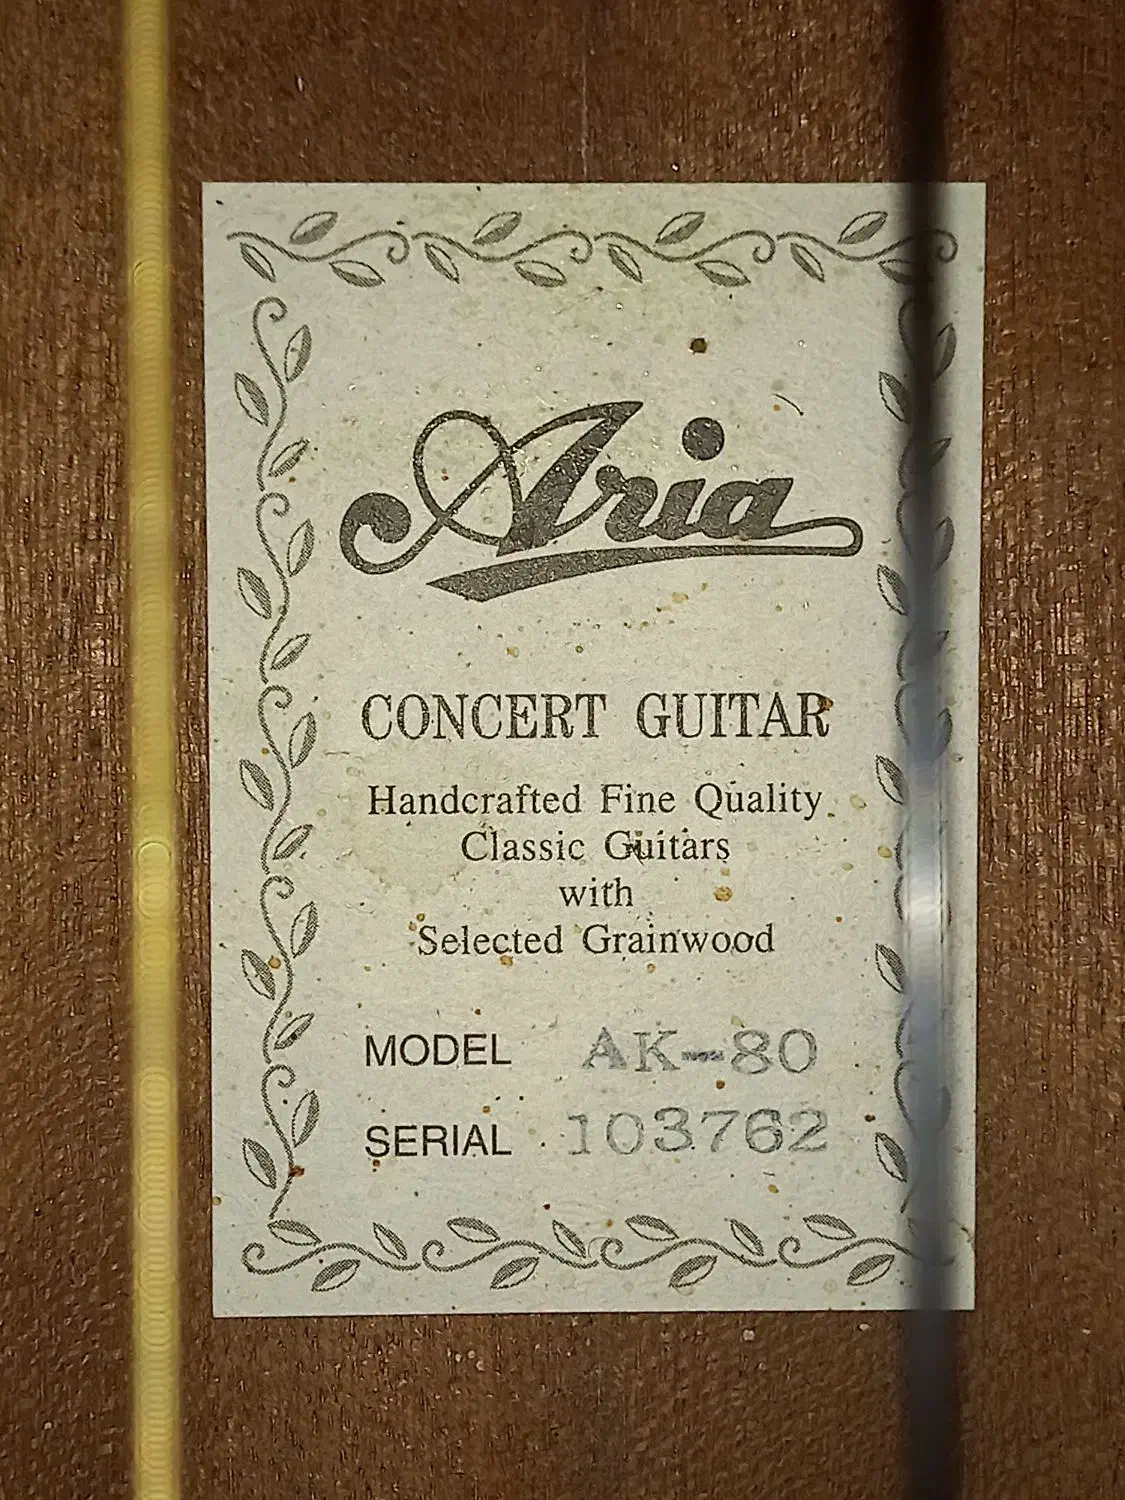 Aria
CONCERT GUITAR
Handcrafted Fine Quality
Classic Guitars
with
Selected Grainwood
MODEL AK-80
SERIAL 103762